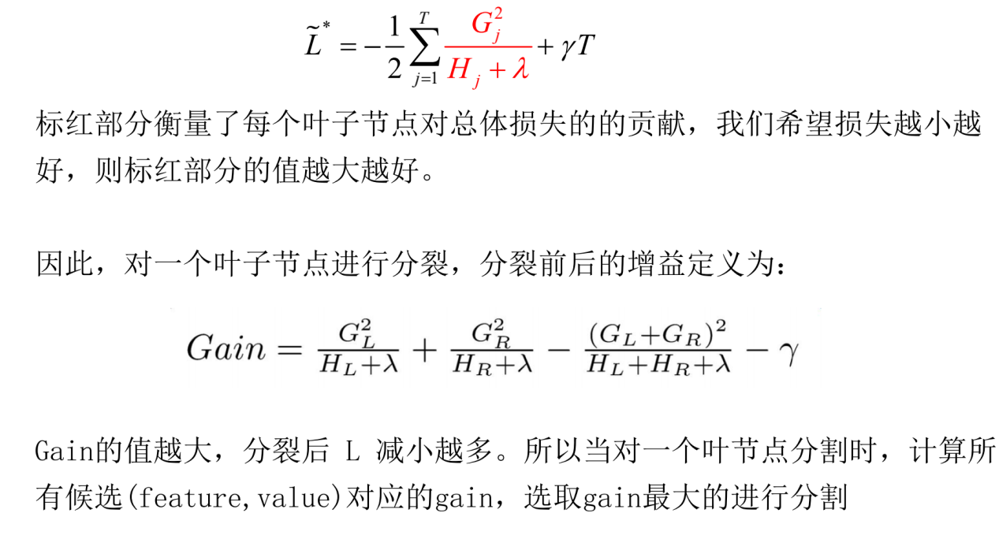 $\tilde{L}^* = -\frac{1}{2}\sum_{j=1}^{T}\frac{G_j^2}{H_j+\lambda}+\gamma T$
标红部分衡量了每个叶子节点对总体损失的的贡献，我们希望损失越小越
好，则标红部分的值越大越好。
因此，对一个叶子节点进行分裂，分裂前后的增益定义为：
$Gain = \frac{G_L^2}{H_L+\lambda}+\frac{G_R^2}{H_R+\lambda}-\frac{(G_L+G_R)^2}{H_L+H_R+\lambda}-\gamma$
Gain的值越大，分裂后 L 减小越多。所以当对一个叶节点分割时，计算所
有候选(feature,value)对应的gain，选取gain最大的进行分割